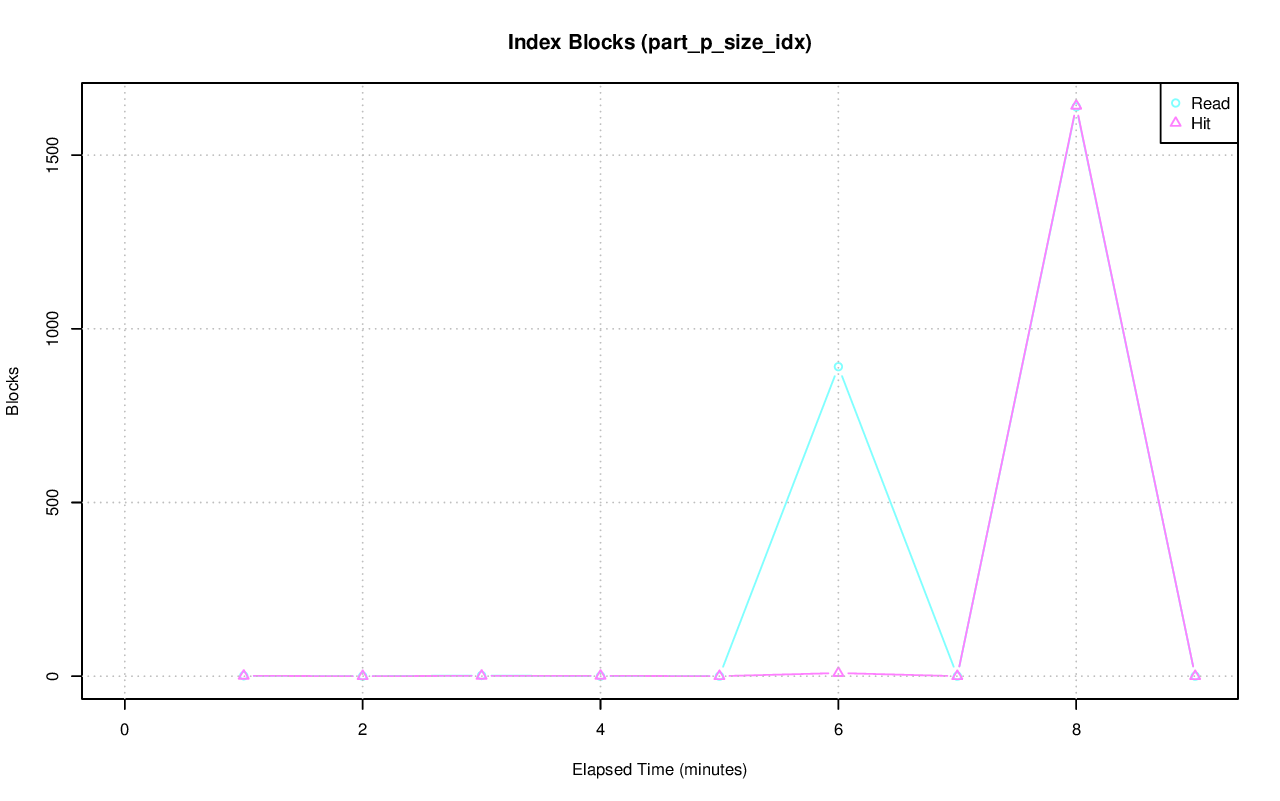 Index Blocks (part_p_size_idx)
Read
Hit
1500
1000
500
0
Blocks
0 2 4 6 8
Elapsed Time (minutes)